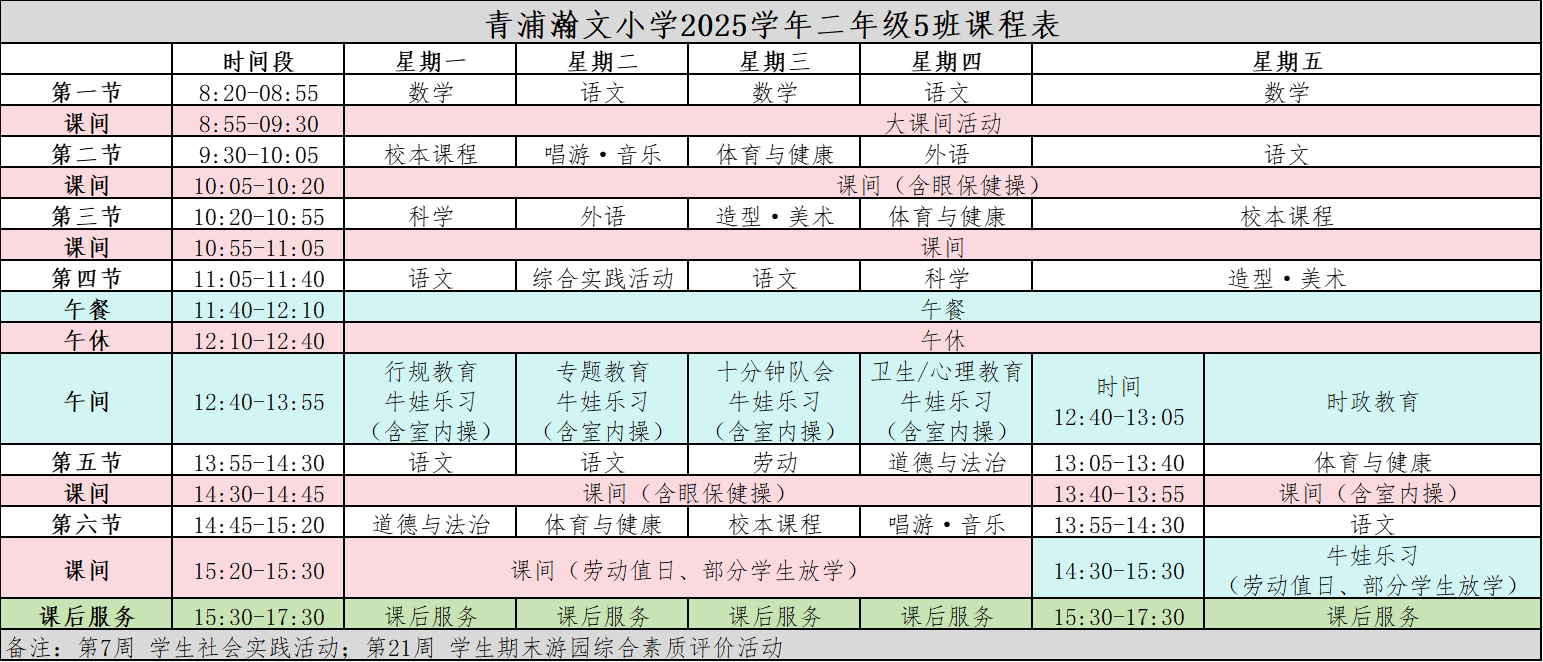 青浦瀚文小学2025学年二年级5班课程表
时间段 星期一 星期二 星期三 星期四 星期五
第一节 8:20-08:55 数学 语文 数学 语文 数学
课间 8:55-09:30 大课间活动
第二节 9:30-10:05 校本课程 唱游·音乐 体育与健康 外语 语文
课间 10:05-10:20 课间（含眼保健操）
第三节 10:20-10:55 科学 外语 造型·美术 体育与健康 校本课程
课间 10:55-11:05 课间
第四节 11:05-11:40 语文 综合实践活动 语文 科学 造型·美术
午餐 11:40-12:10 午餐
午休 12:10-12:40 午休
行规教育 专题教育 十分钟队会 卫生/心理教育 时间
午间 12:40-13:55 牛娃乐习 牛娃乐习 牛娃乐习 牛娃乐习 12:40-13:05 时政教育
（含室内操） （含室内操） （含室内操） （含室内操）
第五节 13:55-14:30 语文 语文 劳动 道德与法治 13:05-13:40 体育与健康
课间 14:30-14:45 课间（含眼保健操） 13:40-13:55 课间（含室内操）
第六节 14:45-15:20 道德与法治 体育与健康 校本课程 唱游·音乐 13:55-14:30 语文
课间 15:20-15:30 课间（劳动值日、部分学生放学） 14:30-15:30 牛娃乐习
（劳动值日、部分学生放学）
课后服务 15:30-17:30 课后服务 课后服务 课后服务 课后服务 15:30-17:30 课后服务
备注：第7周 学生社会实践活动；第21周 学生期末游园综合素质评价活动